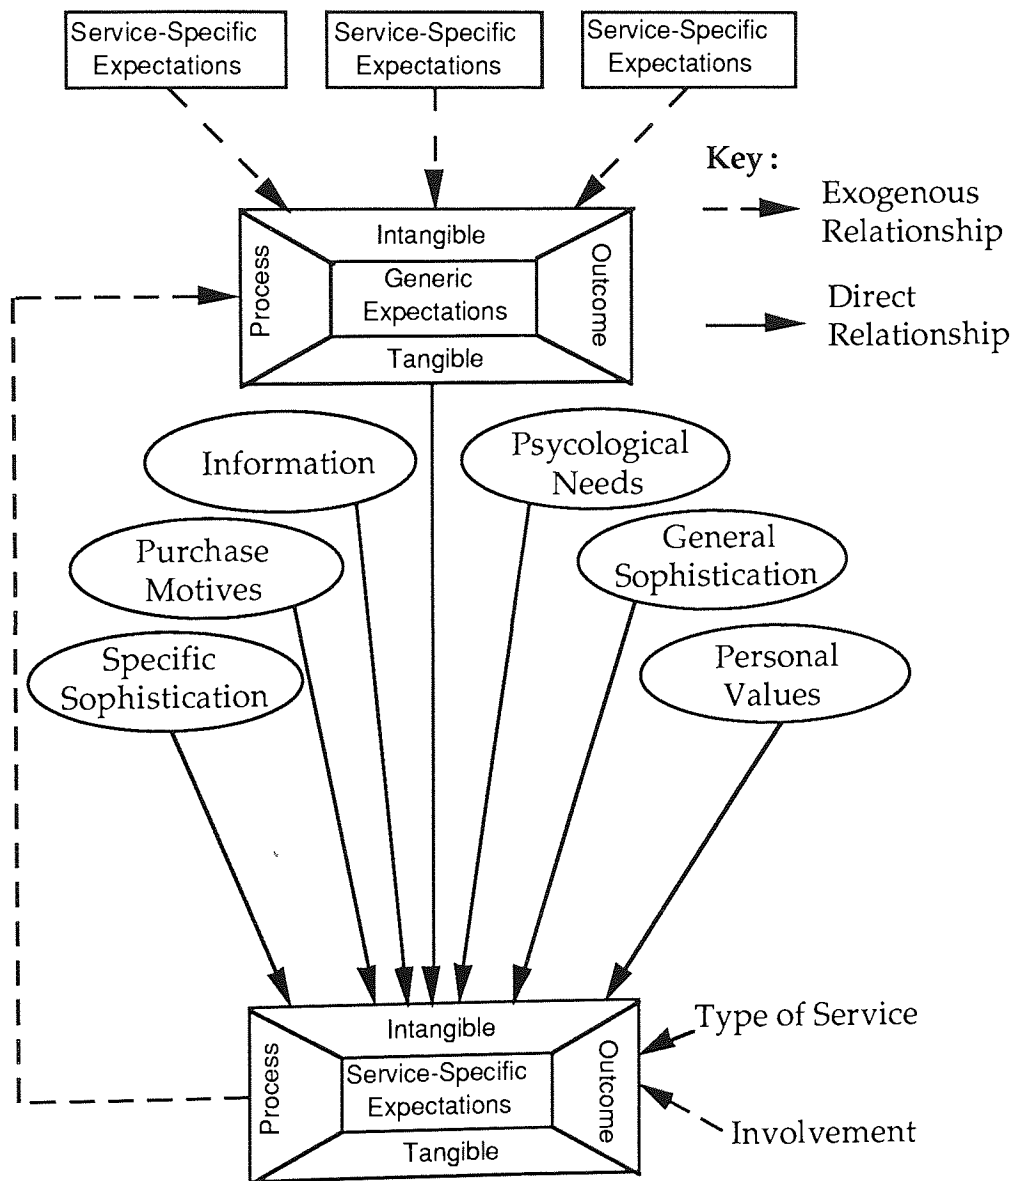 Service-Specific
Expectations
Service-Specific
Expectations
Service-Specific
Expectations
Key :
Exogenous
Relationship
Direct
Relationship
Intangible
Process
Generic
Expectations
Outcome
Tangible
Information
Psycological
Needs
Purchase
Motives
General
Sophistication
Specific
Sophistication
Personal
Values
Intangible
Process
Service-Specific
Expectations
Outcome
Tangible
Type of Service
Involvement